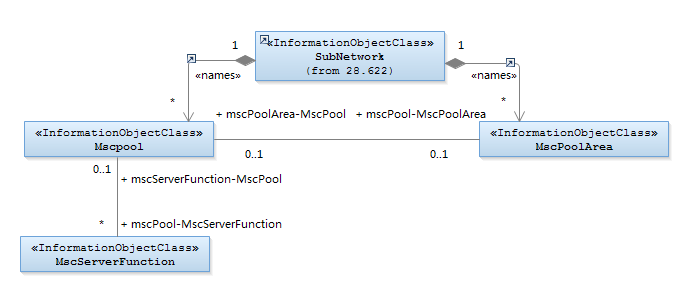 «InformationObjectClass»
SubNetwork
(from 28.622)
1
1
«names»
«names»
*
*
+ mscPoolArea-MscPool
+ mscPool-MscPoolArea
«InformationObjectClass»
Mscpool
«InformationObjectClass»
MscPoolArea
0..1
0..1
0..1
+ mscServerFunction-MscPool
*
+ mscPool-MscServerFunction
«InformationObjectClass»
MscServerFunction